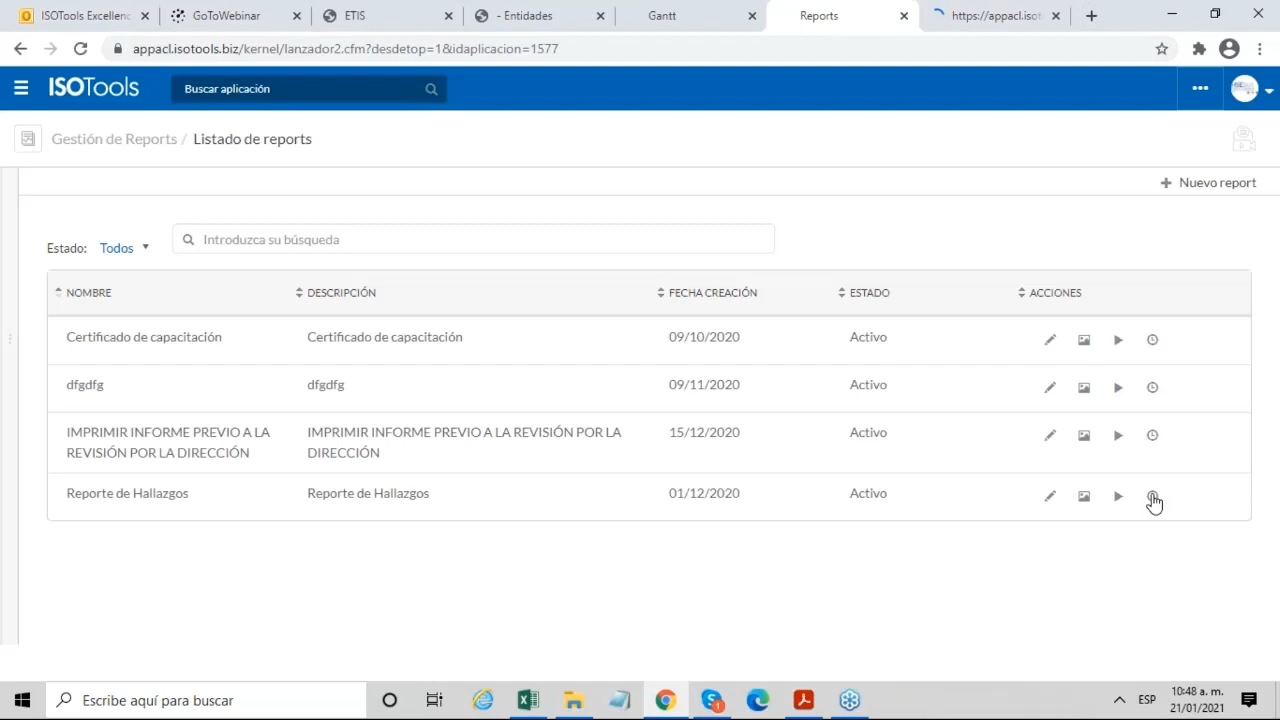 ISOTools Excellenc
GoToWebinar
ETIS
- Entidades
Gantt
Reports
https://appacl.isotools
appacl.isotools.biz/kernel/lanzador2.cfm?desdetop=1&idaplicacion=1577
ISOTools
Buscar aplicación
Gestión de Reports / Listado de reports
+ Nuevo report
Estado: Todos
Introduzca su búsqueda
NOMBRE DESCRIPCIÓN FECHA CREACIÓN ESTADO ACCIONES
Certificado de capacitación Certificado de capacitación 09/10/2020 Activo
dfgdfg dfgdfg 09/11/2020 Activo
IMPRIMIR INFORME PREVIO A LA IMPRIMIR INFORME PREVIO A LA REVISIÓN POR LA 15/12/2020 Activo
REVISIÓN POR LA DIRECCIÓN DIRECCIÓN
Reporte de Hallazgos Reporte de Hallazgos 01/12/2020 Activo
Escribe aquí para buscar
ESP
10:48 a. m.
21/01/2021